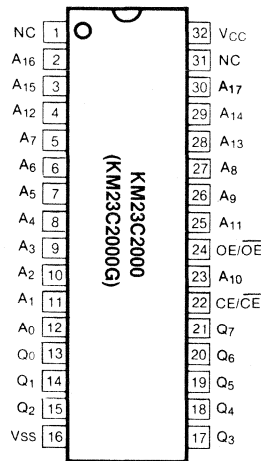 NC 1 32 VCC
A16 2 31 NC
A15 3 30 A17
A12 4 29 A14
A7 5 28 A13
A6 6 27 A8
A5 7 26 A9
A4 8 25 A11
A3 9 24 OE/O̅E̅
A2 10 23 A10
A1 11 22 CE/C̅E̅
A0 12 21 Q7
Q0 13 20 Q6
Q1 14 19 Q5
Q2 15 18 Q4
VSS 16 17 Q3
KM23C2000
(KM23C2000G)